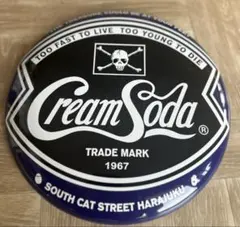 TOO FAST TO LIVE TOO YOUNG TO DIE
Cream Soda
®
TRADE MARK
1967
SOUTH CAT STREET HARAJUKU